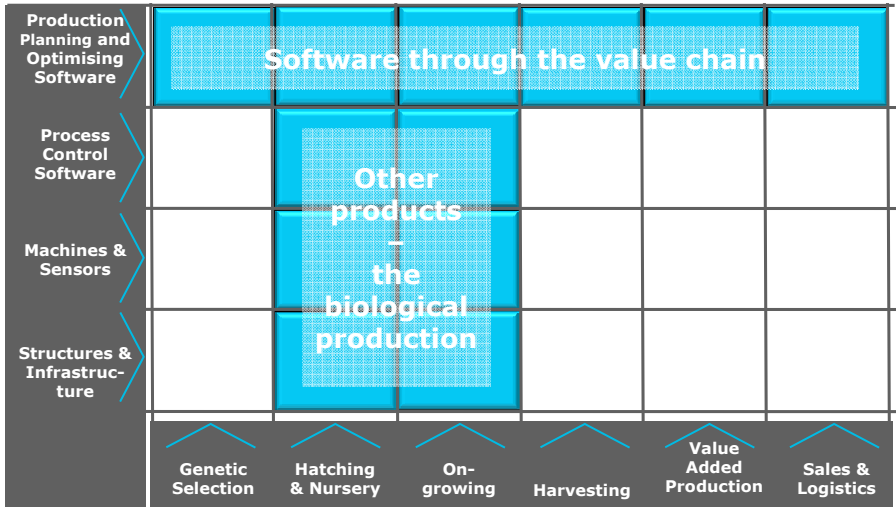 Production
Planning and
Optimising
Software
Software through the value chain
Process
Control
Software
Other
products
–
the
biological
production
Machines &
Sensors
Structures &
Infrastruc-
ture
Genetic
Selection
Hatching
& Nursery
On-
growing
Harvesting
Value
Added
Production
Sales &
Logistics